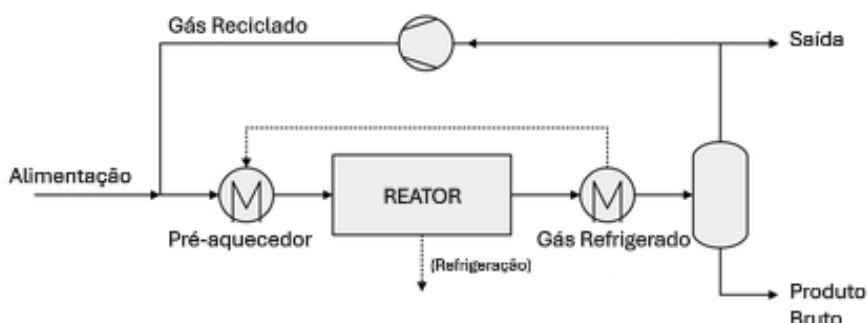 Gás Reciclado
Saída
Alimentação
REATOR
Pré-aquecedor
Gás Refrigerado
(Refrigeração)
Produto
Bruto